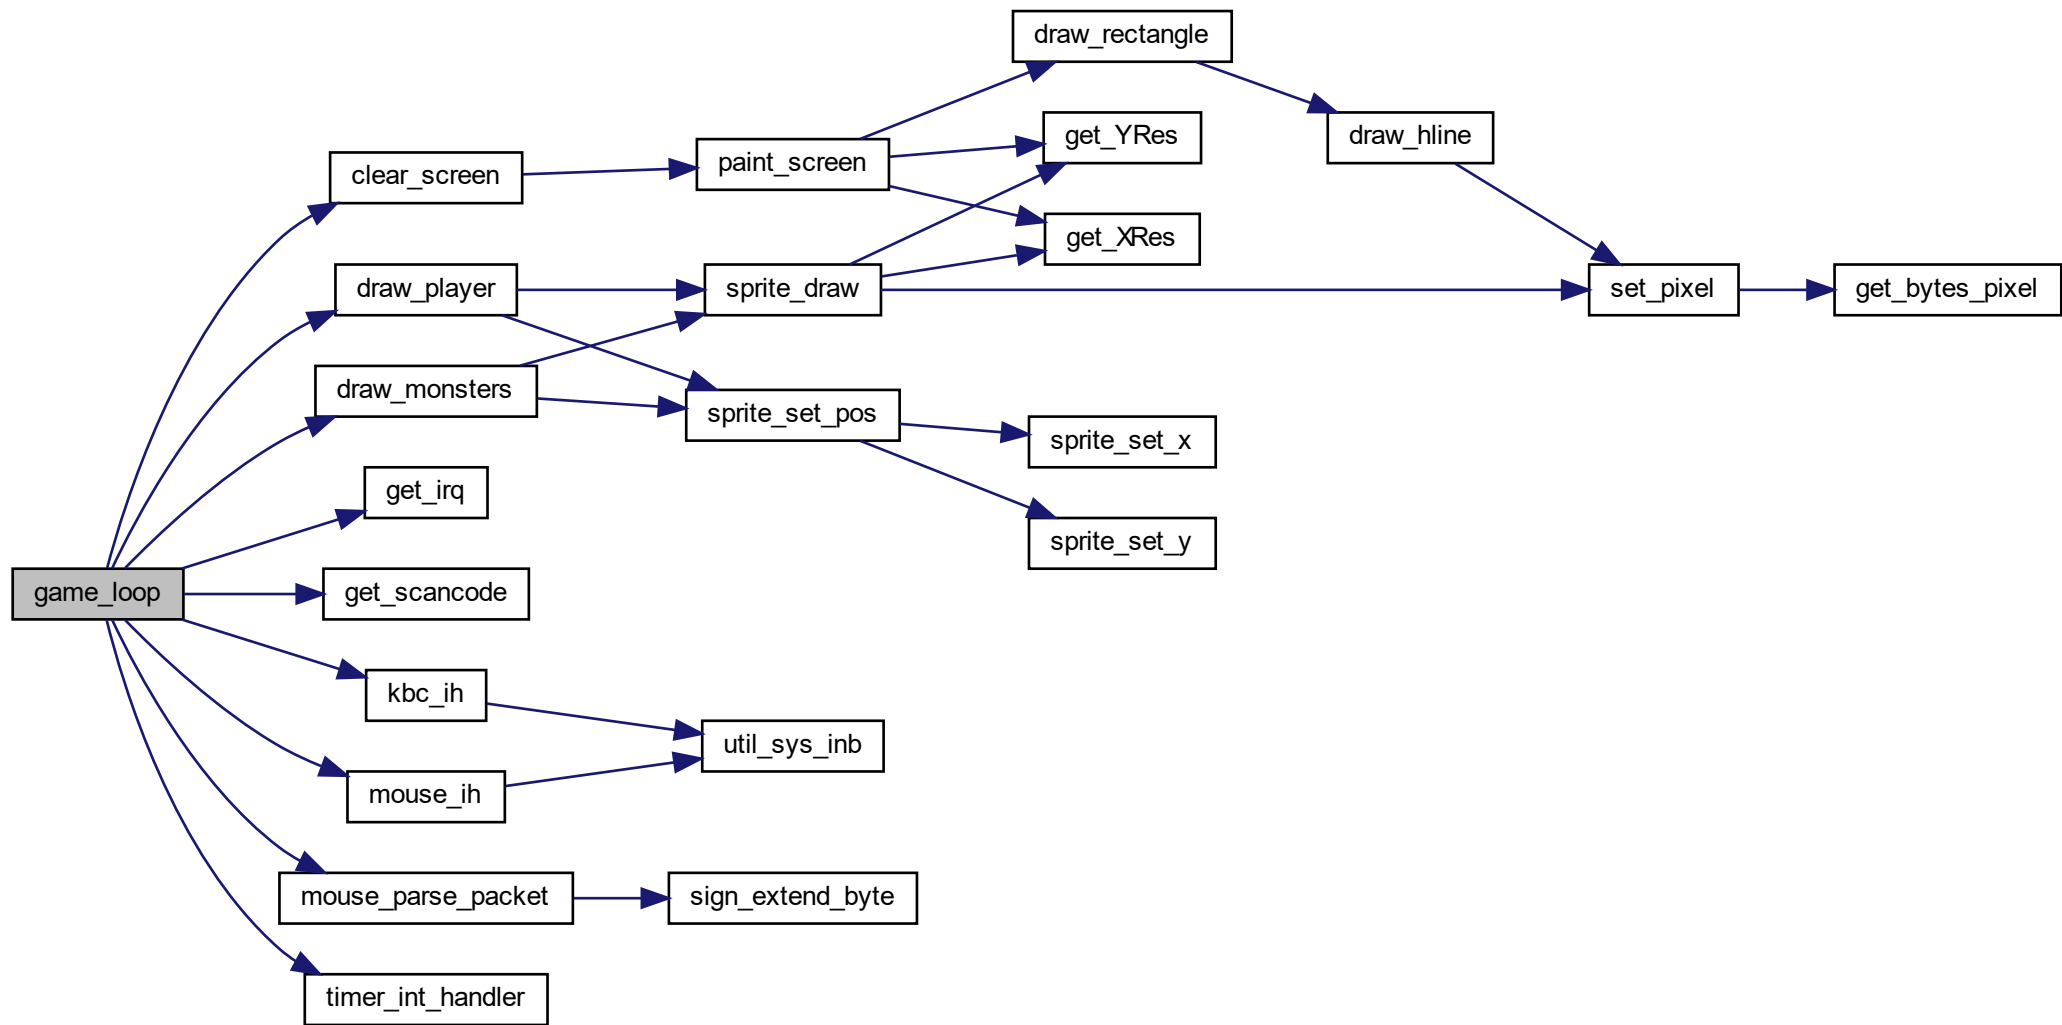 draw_rectangle
get_YRes
draw_hline
paint_screen
clear_screen
get_XRes
draw_player
sprite_draw
set_pixel
get_bytes_pixel
draw_monsters
sprite_set_pos
sprite_set_x
get_irq
sprite_set_y
game_loop
get_scancode
kbc_ih
util_sys_inb
mouse_ih
mouse_parse_packet
sign_extend_byte
timer_int_handler